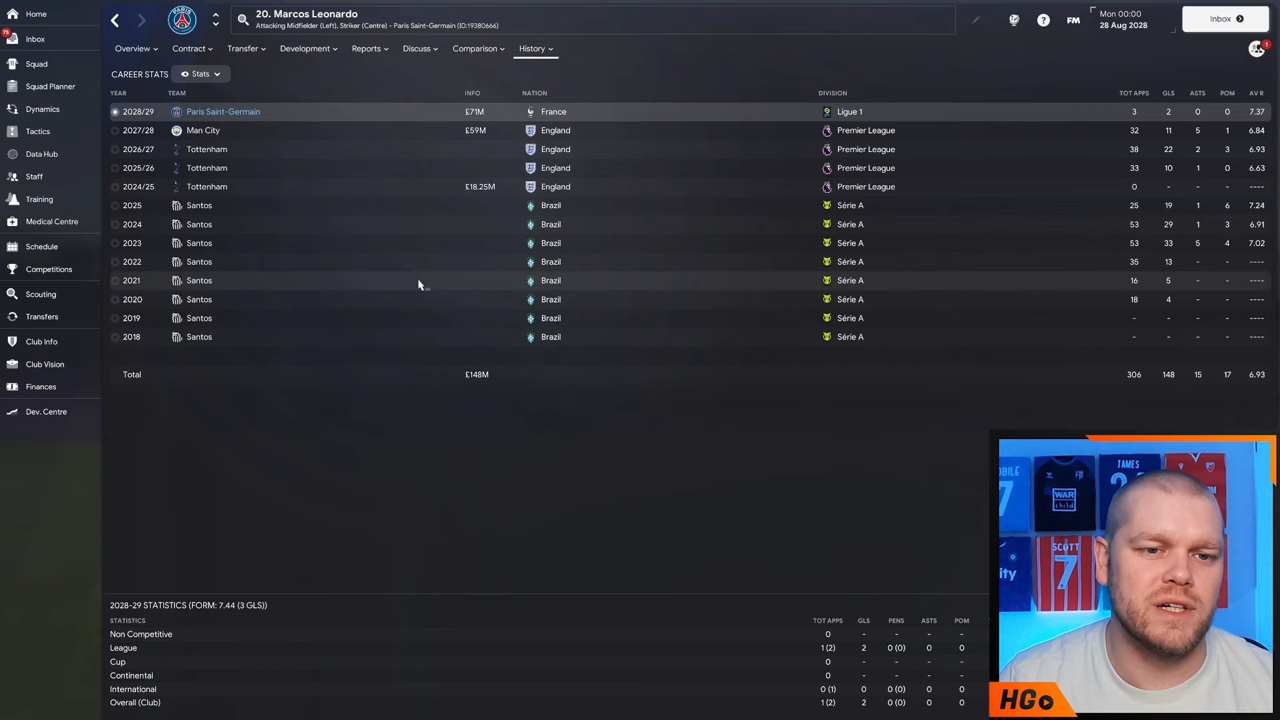 Home
20. Marcos Leonardo
Attacking Midfielder (Left), Striker (Centre) - Paris Saint-Germain (ID:19380666)
FM
Mon 00:00
28 Aug 2028
Inbox
75
Inbox
Overview Contract Transfer Development Reports Discuss Comparison History
1
Squad
Squad Planner
Dynamics
Tactics
Data Hub
Staff
Training
Medical Centre
Schedule
Competitions
Scouting
Transfers
Club Info
Club Vision
Finances
Dev. Centre
CAREER STATS Stats
YEAR TEAM INFO NATION DIVISION TOT APPS GLS ASTS POM AV R
2028/29 Paris Saint-Germain £71M France Ligue 1 3 2 0 0 7.37
2027/28 Man City £59M England Premier League 32 11 5 1 6.84
2026/27 Tottenham England Premier League 38 22 2 3 6.93
2025/26 Tottenham England Premier League 33 10 1 0 6.63
2024/25 Tottenham £18.25M England Premier League 0 - - - ----
2025 Santos Brazil Série A 25 19 1 6 7.24
2024 Santos Brazil Série A 53 29 1 3 6.91
2023 Santos Brazil Série A 53 33 5 4 7.02
2022 Santos Brazil Série A 35 13 - - ----
2021 Santos Brazil Série A 16 5 - - ----
2020 Santos Brazil Série A 18 4 - - ----
2019 Santos Brazil Série A - - - - ----
2018 Santos Brazil Série A - - - - ----
Total £148M 306 148 15 17 6.93
2028-29 STATISTICS (FORM: 7.44 (3 GLS))
STATISTICS TOT APPS GLS PENS ASTS POM
Non Competitive 0 - - - -
League 1 (2) 2 0 (0) 0 0
Cup 0 - - - -
Continental 0 - - - -
International 0 (1) 0 0 (0) 0 0
Overall (Club) 1 (2) 2 0 (0) 0 0
7
WAR
child
JAMES
SCOTT
7
HGo